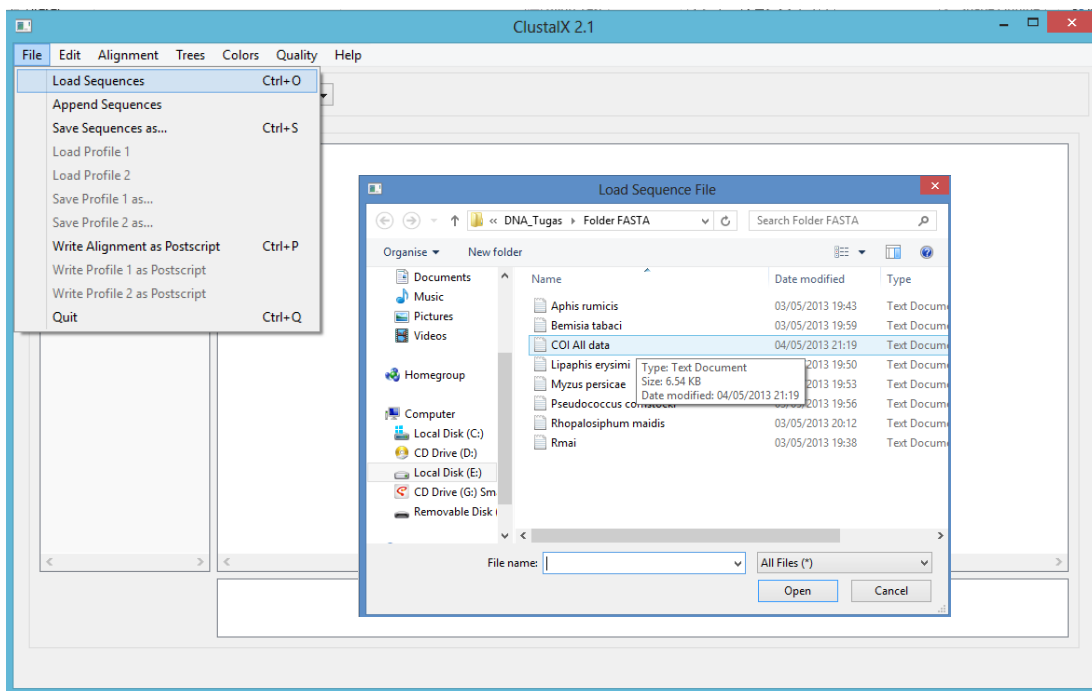 ClustalX 2.1
File Edit Alignment Trees Colors Quality Help
Load Sequences Ctrl+O
Append Sequences
Save Sequences as... Ctrl+S
Load Profile 1
Load Profile 2
Save Profile 1 as...
Save Profile 2 as...
Write Alignment as Postscript Ctrl+P
Write Profile 1 as Postscript
Write Profile 2 as Postscript
Quit Ctrl+Q
Load Sequence File
« DNA_Tugas Folder FASTA Search Folder FASTA
Organise New folder
Documents
Music
Pictures
Videos
Homegroup
Computer
Local Disk (C:)
CD Drive (D:)
Local Disk (E:)
CD Drive (G:) Sm
Removable Disk (
Name Date modified Type
Aphis rumicis 03/05/2013 19:43 Text Docum
Bemisia tabaci 03/05/2013 19:59 Text Docum
COI All data 04/05/2013 21:19 Text Docum
Lipaphis erysimi 2013 19:50 Text Docum
Myzus persicae 2013 19:53 Text Docum
Pseudococcus comstocki 03/05/2013 19:56 Text Docum
Rhopalosiphum maidis 03/05/2013 20:12 Text Docum
Rmai 03/05/2013 19:38 Text Docum
Type: Text Document
Size: 6.54 KB
Date modified: 04/05/2013 21:19
File name: All Files (*)
Open Cancel